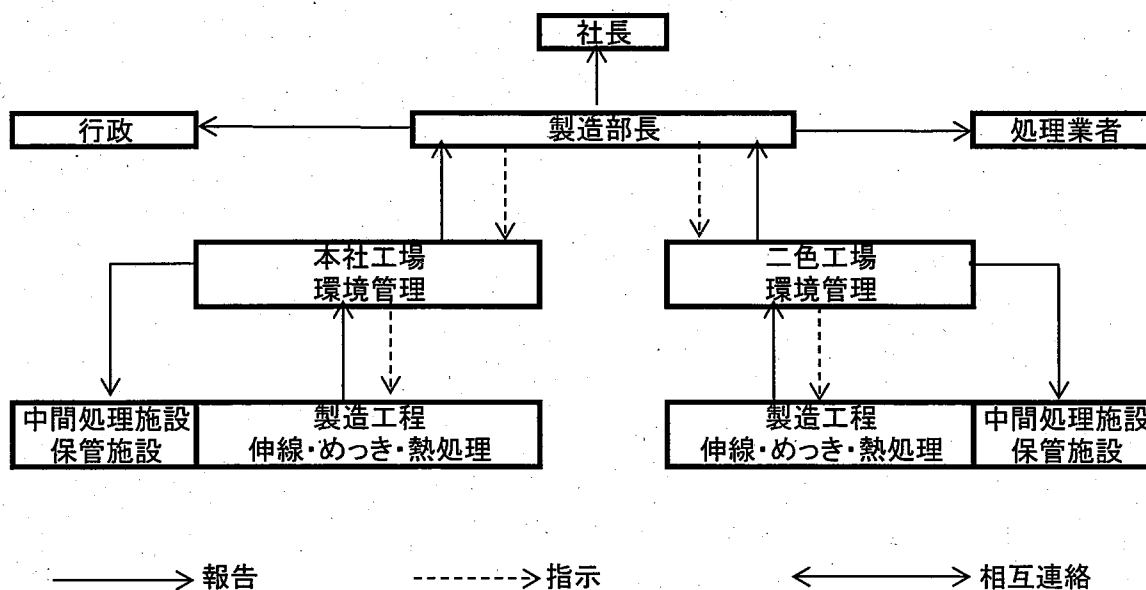 社長
行政
製造部長
処理業者
本社工場
環境管理
二色工場
環境管理
中間処理施設
保管施設
製造工程
伸線・めっき・熱処理
製造工程
伸線・めっき・熱処理
中間処理施設
保管施設
報告
指示
相互連絡